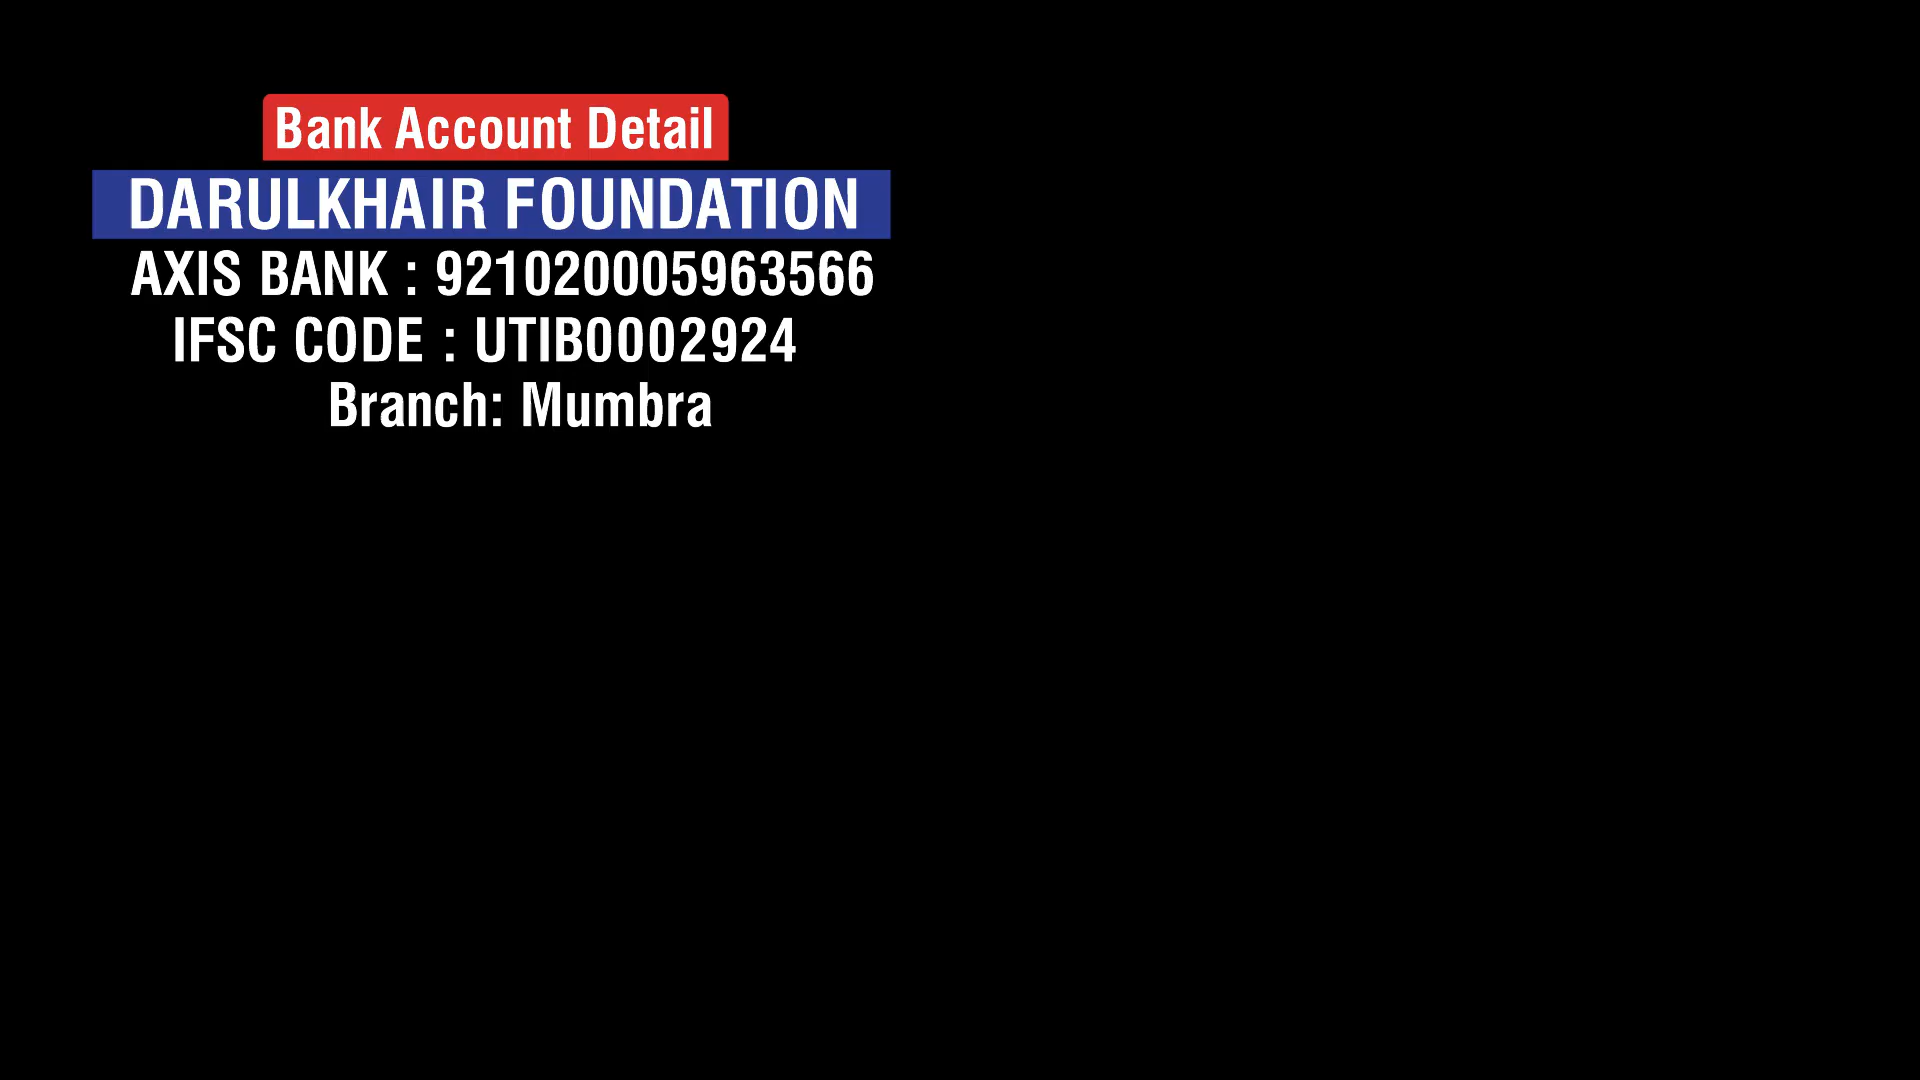 Bank Account Detail
DARULKHAIR FOUNDATION
AXIS BANK : 921020005963566
IFSC CODE : UTIB0002924
Branch: Mumbra